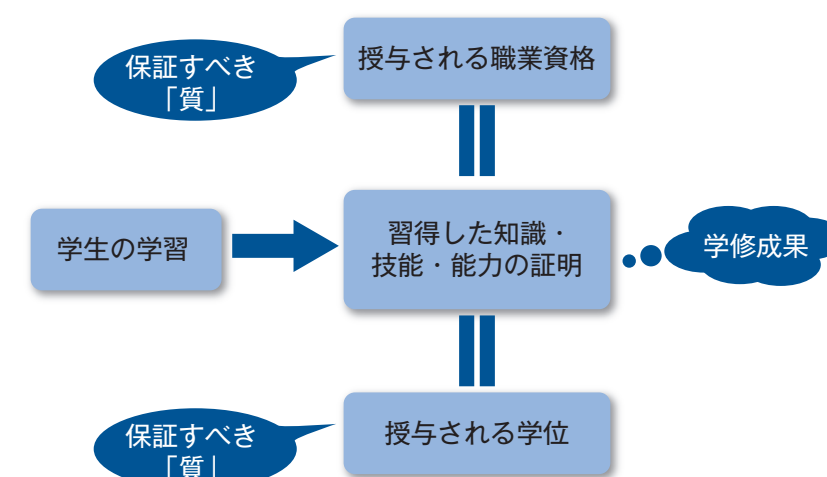 保証すべき
「質」
授与される職業資格
学生の学習
習得した知識・
技能・能力の証明
学修成果
保証すべき
「質」
授与される学位